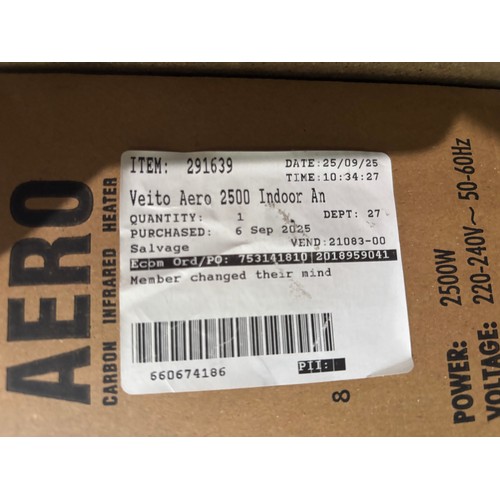 AERO
CARBON INFRARED HEATER
ITEM: 291639
DATE:25/09/25
TIME:10:34:27
Veito Aero 2500 Indoor An
QUANTITY: 1
DEPT: 27
PURCHASED: 6 Sep 2025
Salvage
VEND:21083-00
Ecom Ord/PO: 753141810 2018959041
Member changed their mind
660674186
PII:
8
POWER: 2500W
VOLTAGE: 220-240V~ 50-60Hz